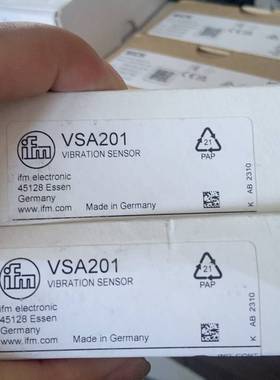 ifm
VSA201
VIBRATION SENSOR
21
PAP
ifm electronic
45128 Essen
Germany
www.ifm.com
Made in Germany
K AB 2310
ifm
VSA201
VIBRATION SENSOR
21
PAP
ifm electronic
45128 Essen
Germany
www.ifm.com
Made in Germany
K AB 2310